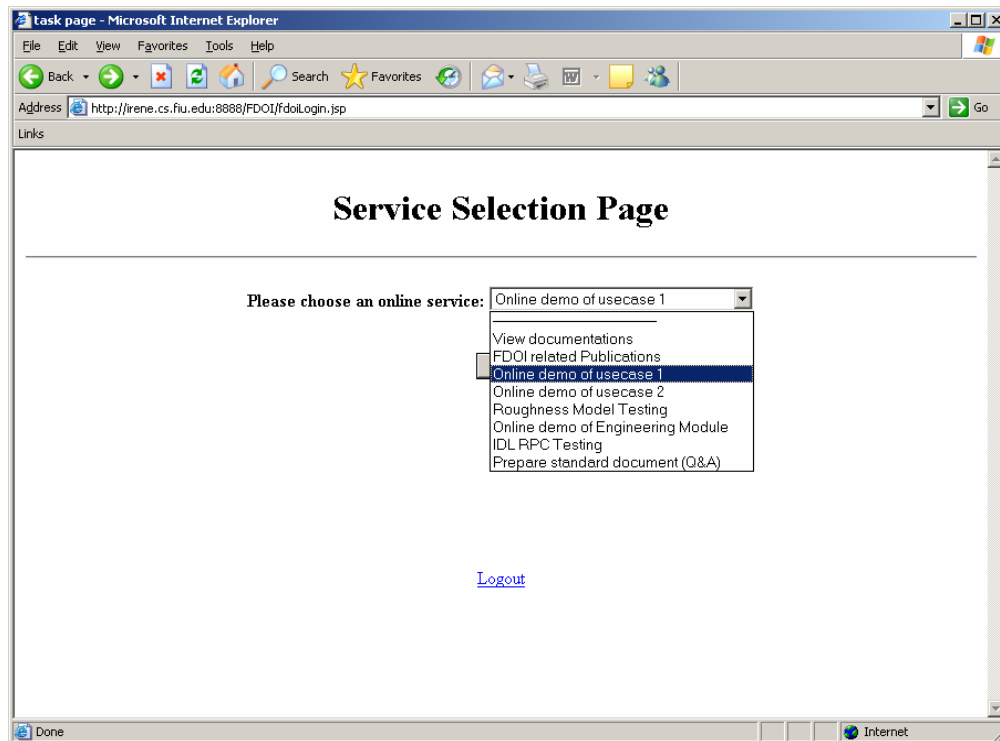 task page - Microsoft Internet Explorer
File Edit View Favorites Tools Help
Back Search Favorites
Address http://irene.cs.fiu.edu:8888/FDOI/fdoiLogin.jsp Go
Links
Service Selection Page
Please choose an online service: Online demo of usecase 1
View documentations
FDOI related Publications
Online demo of usecase 1
Online demo of usecase 2
Roughness Model Testing
Online demo of Engineering Module
IDL RPC Testing
Prepare standard document (Q&A)
Logout
Done Internet